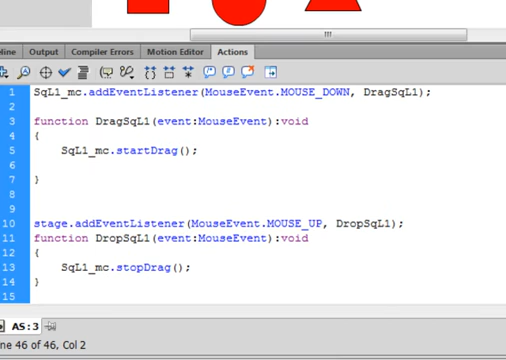 Output Compiler Errors Motion Editor Actions
1 SqL1_mc.addEventListener(MouseEvent.MOUSE_DOWN, DragSqL1);
2
3 function DragSqL1(event:MouseEvent):void
4 {
5 SqL1_mc.startDrag();
6
7 }
8
9
10 stage.addEventListener(MouseEvent.MOUSE_UP, DropSqL1);
11 function DropSqL1(event:MouseEvent):void
12 {
13 SqL1_mc.stopDrag();
14 }
15
AS:3
ne 46 of 46, Col 2